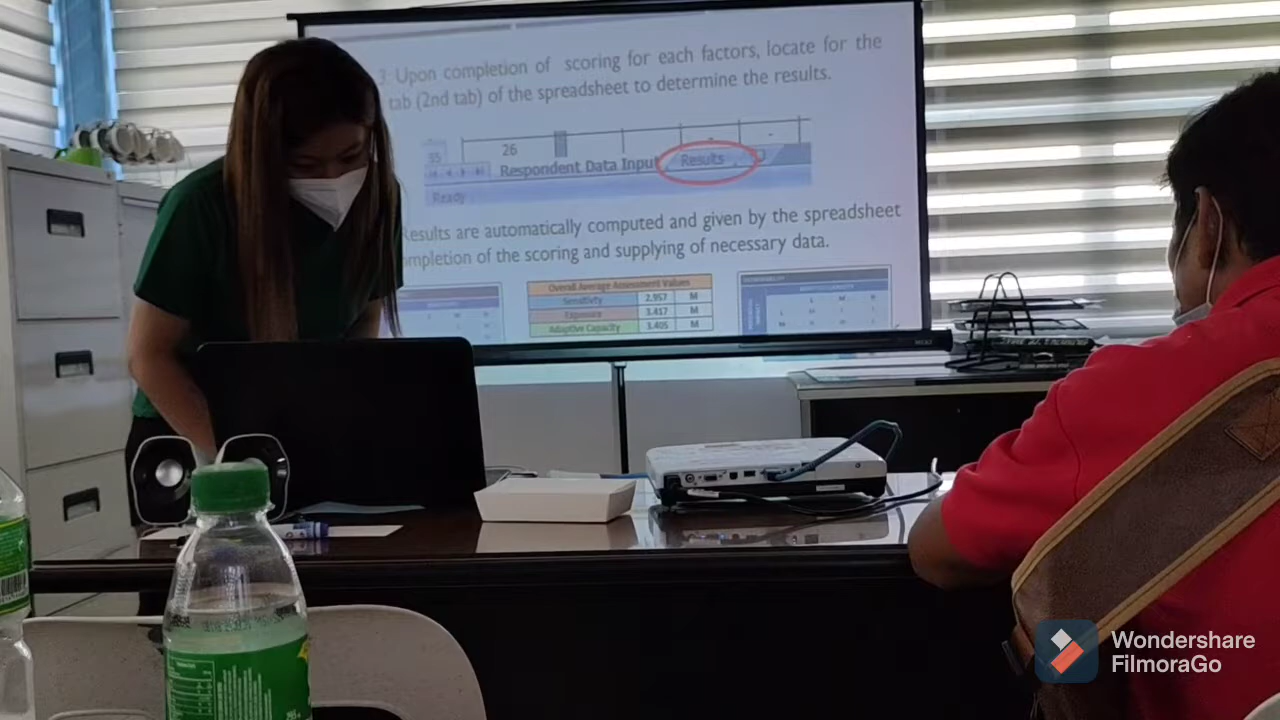 3: Upon completion of scoring for each factors, locate for the
tab (2nd tab) of the spreadsheet to determine the results.
35
26
Respondent Data Input
Results
Ready
Results are automatically computed and given by the spreadsheet
completion of the scoring and supplying of necessary data.
Overall Average Assessment Values
Sensitivity 2.957 M
Exposure 3.417 M
Adaptive Capacity 3.405 M
L M H
Wondershare
FilmoraGo